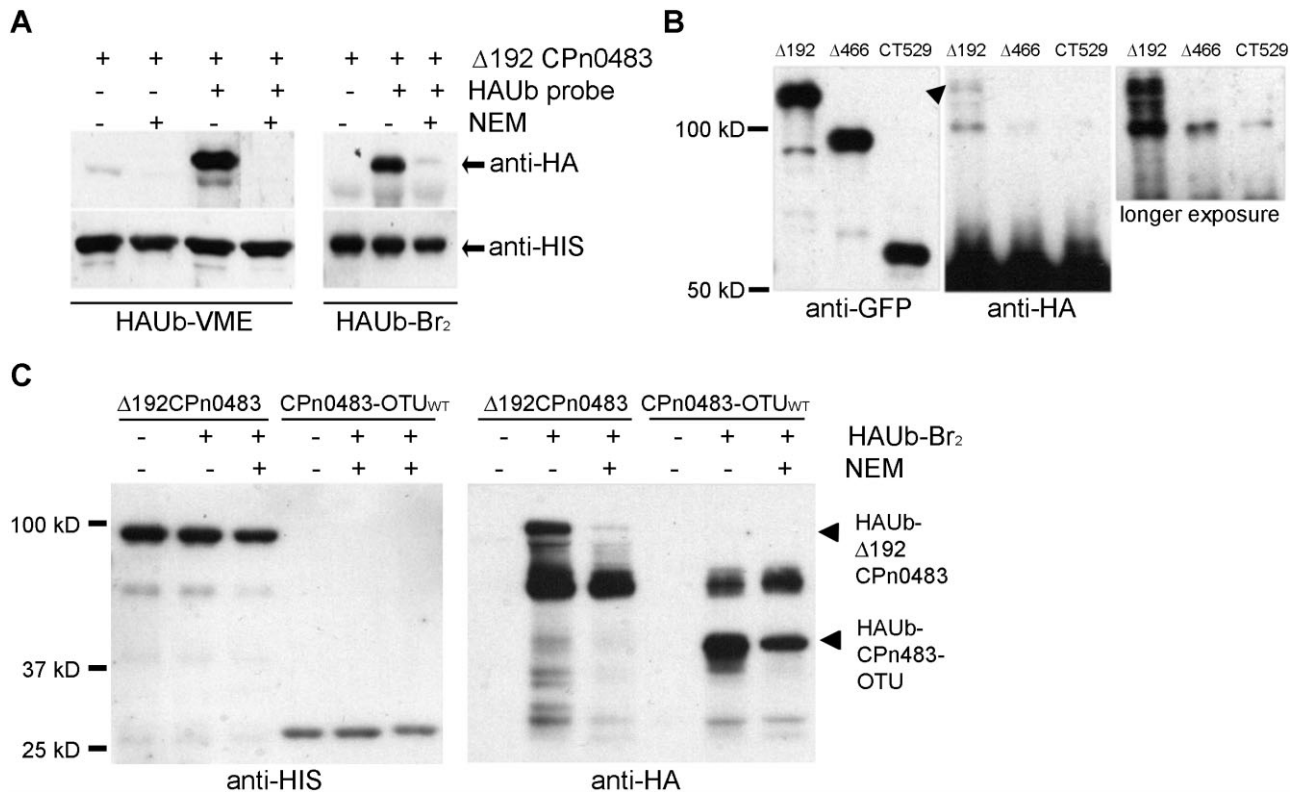 A
+ + + + + + + Δ192 CPn0483
- - + + - + + HAUb probe
- + - + - - + NEM
anti-HA
anti-HIS
HAUb-VME HAUb-Br2
B
Δ192 Δ466 CT529 Δ192 Δ466 CT529 Δ192 Δ466 CT529
100 kD
50 kD
longer exposure
anti-GFP anti-HA
C
Δ192CPn0483 CPn0483-OTUWT Δ192CPn0483 CPn0483-OTUWT
- + + - + + - + + - + + HAUb-Br2
- - + - + + - - + - - + NEM
100 kD
37 kD
25 kD
HAUb-
Δ192
CPn0483
HAUb-
CPn483-
OTU
anti-HIS anti-HA